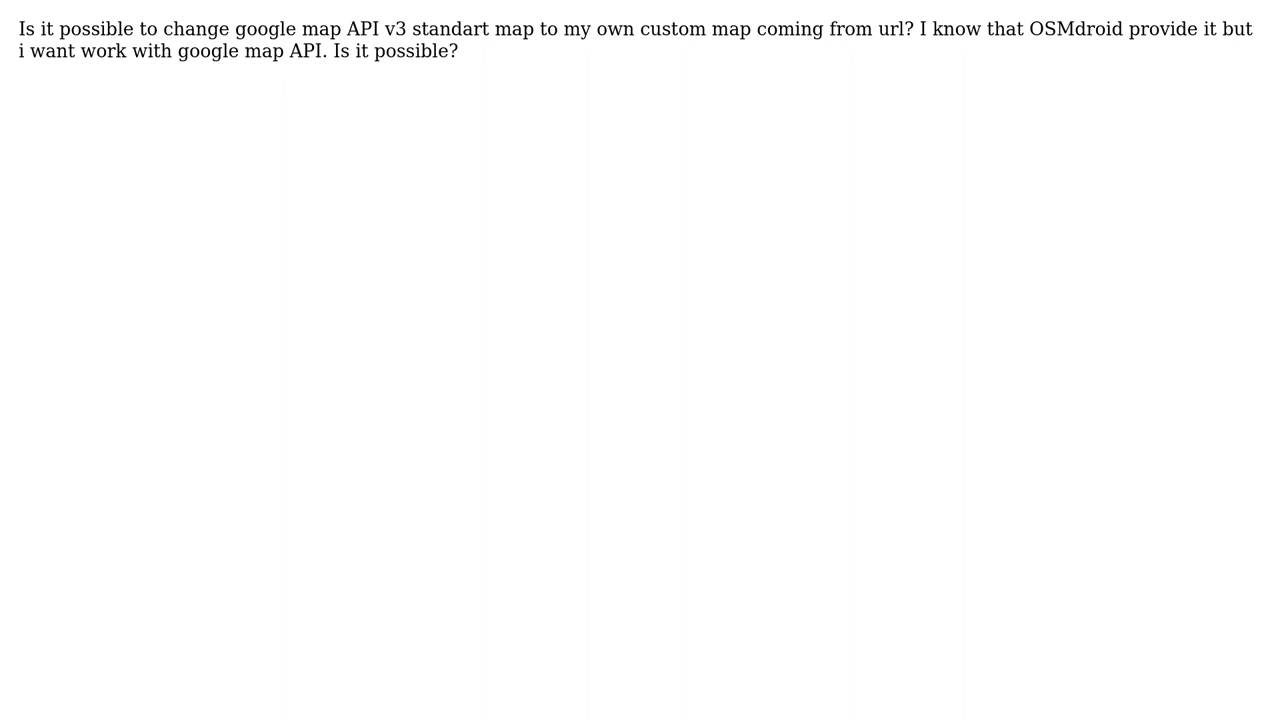 Is it possible to change google map API v3 standart map to my own custom map coming from url? I know that OSMdroid provide it but
i want work with google map API. Is it possible?